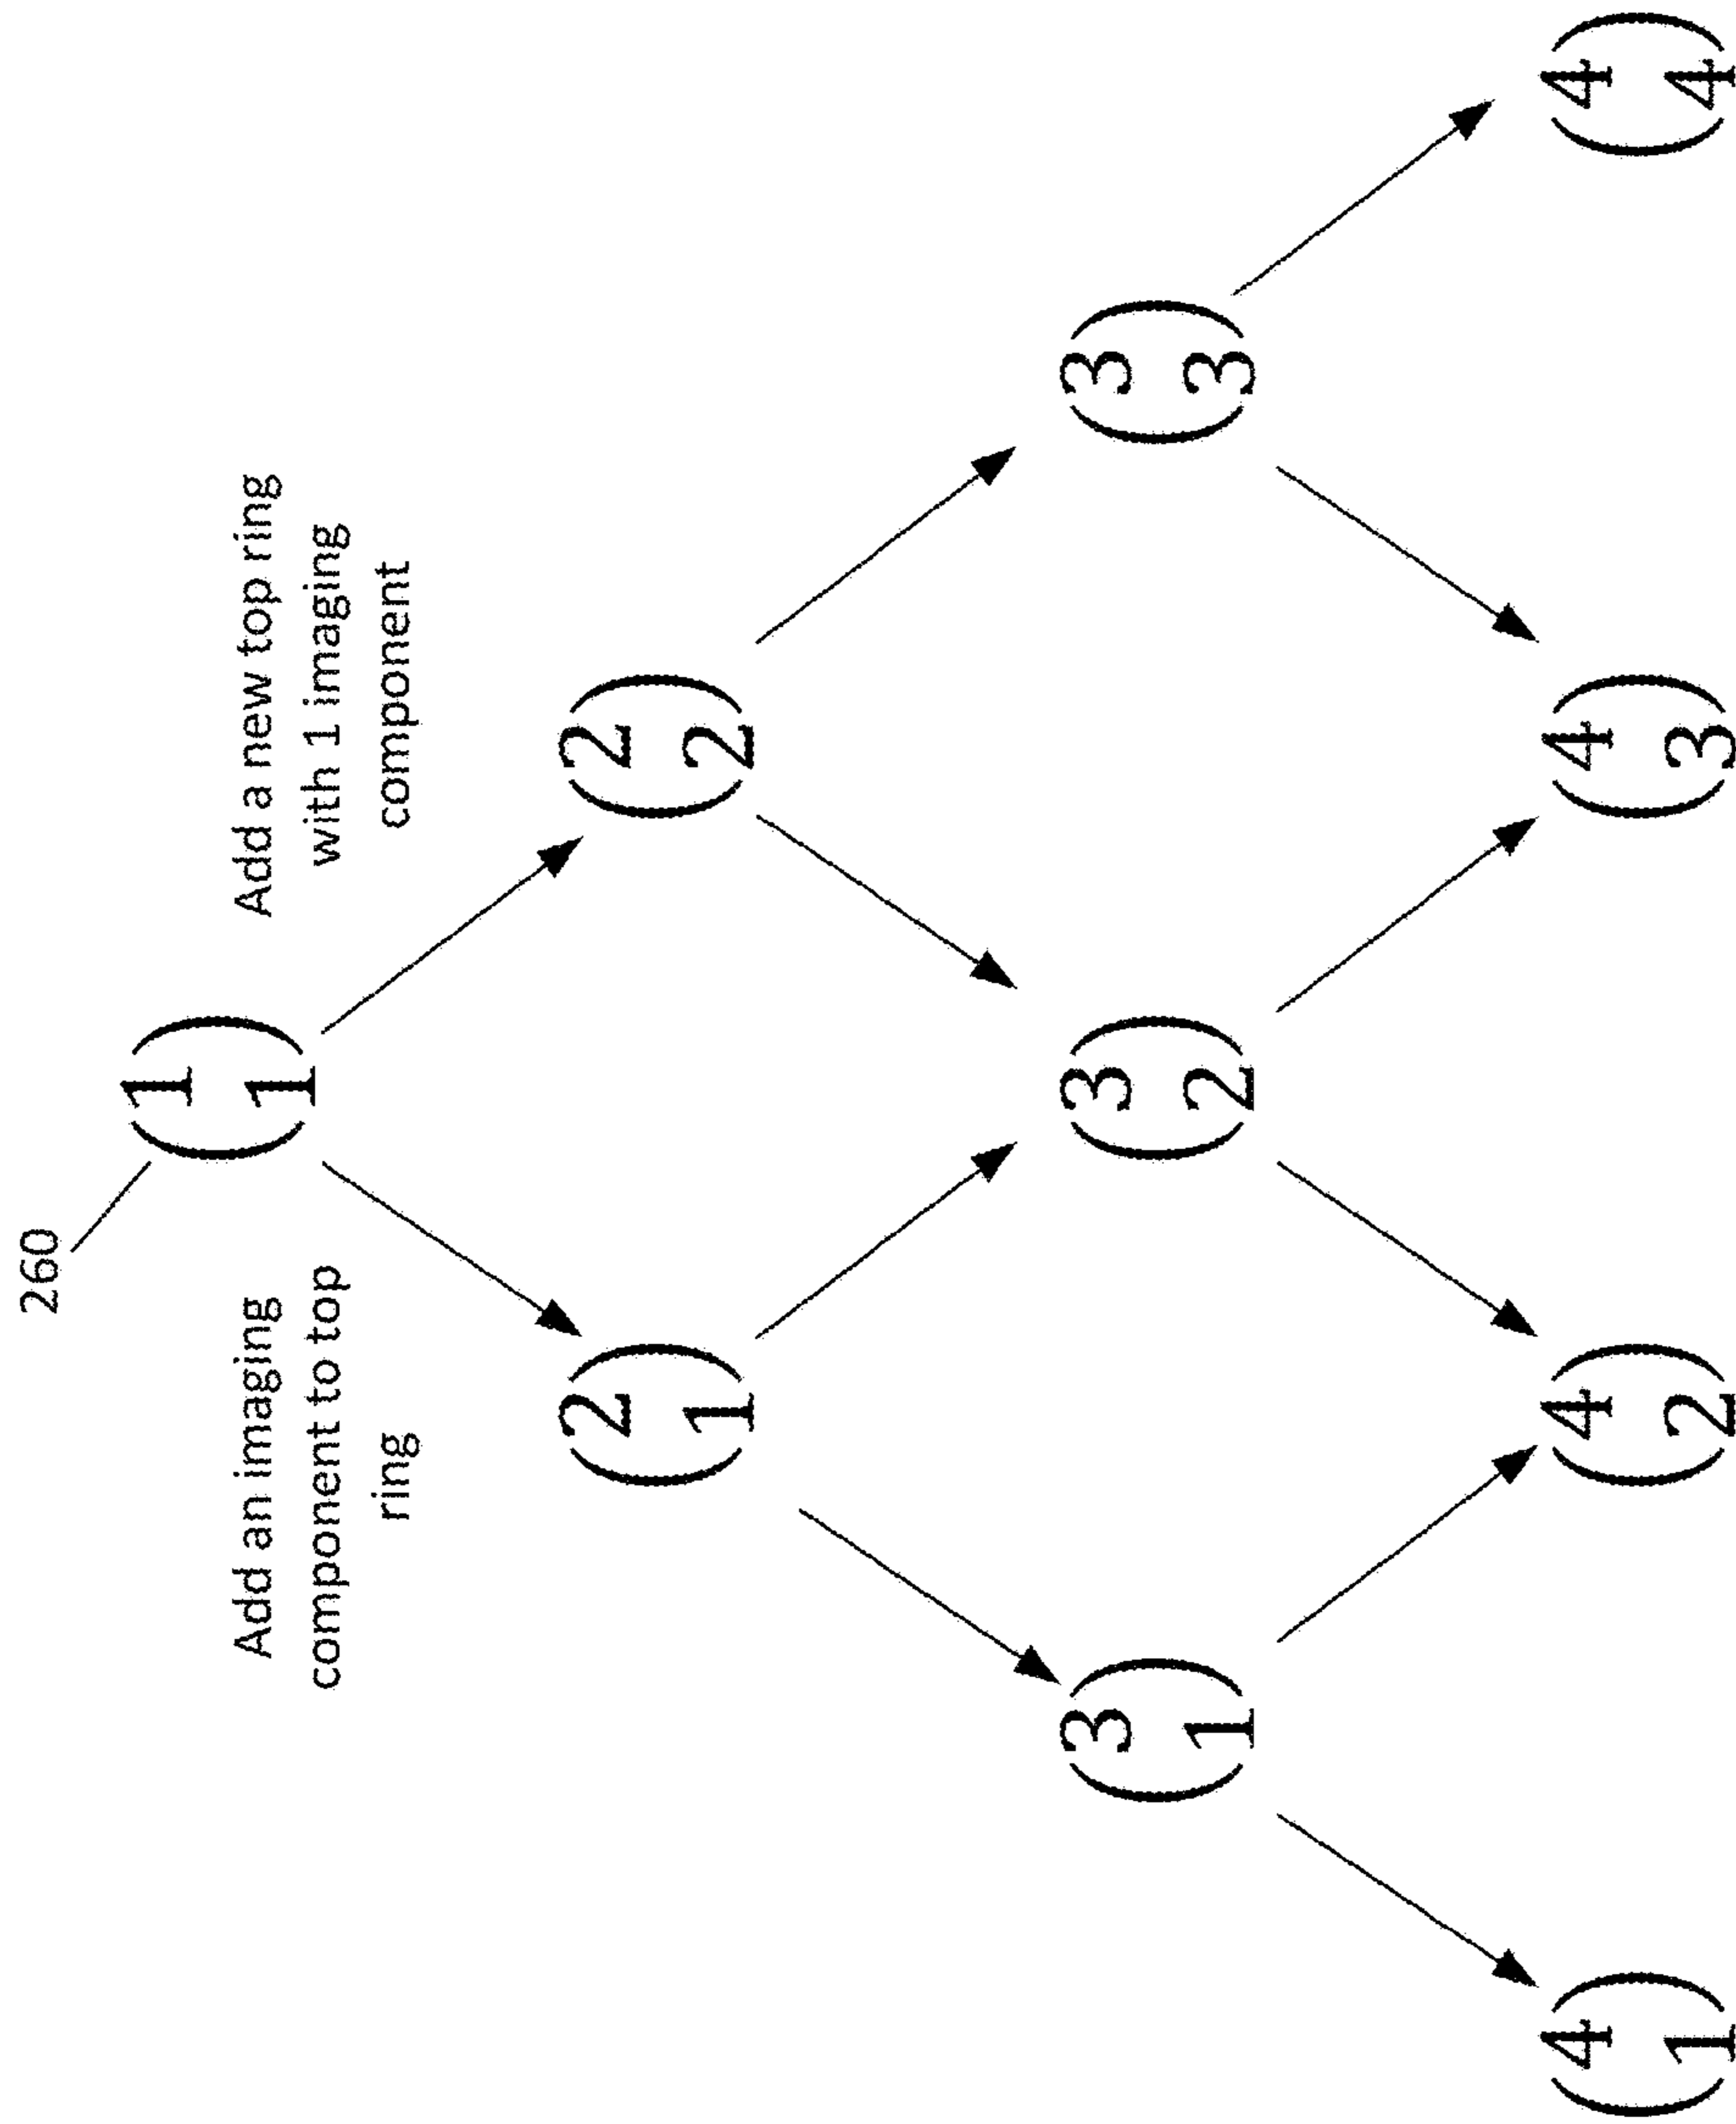 260
(1 1)
Add an imaging
component to top
ring
Add a new top ring
with 1 imaging
component
(2 1)
(2 2)
(3 1)
(3 2)
(3 3)
(4 1)
(4 2)
(4 3)
(4 4)